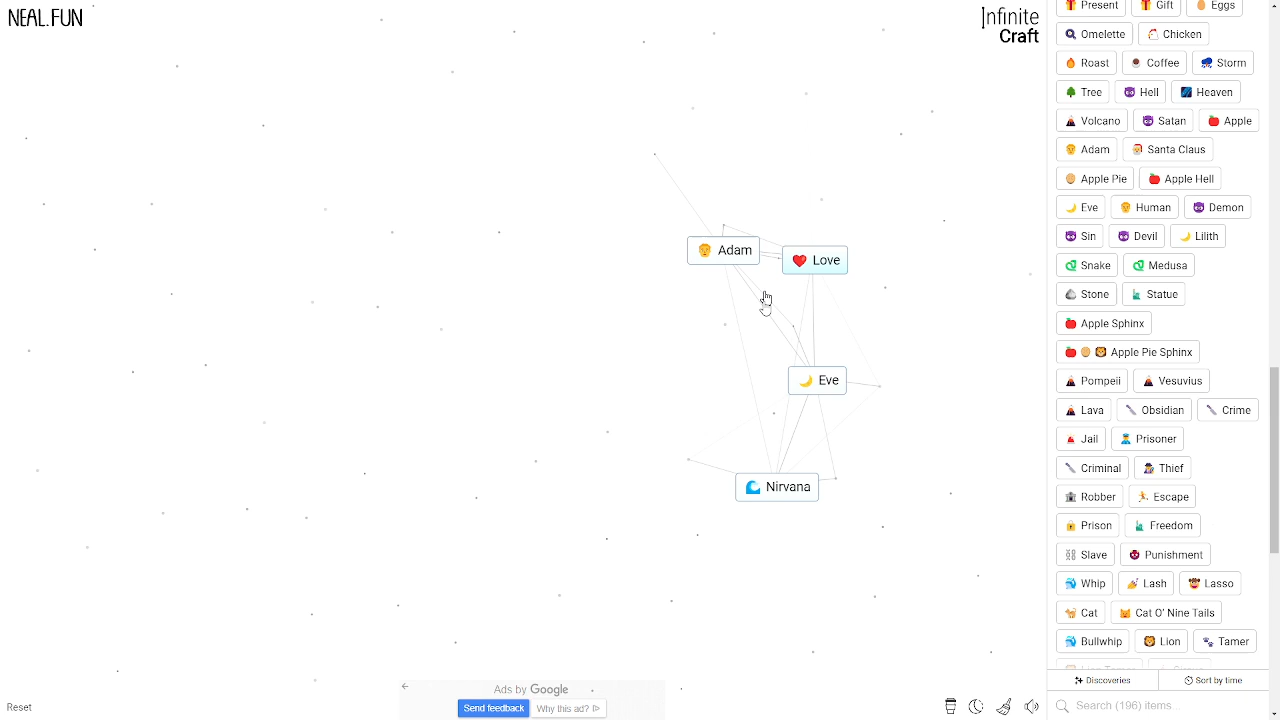 NEAL.FUN
Infinite
Craft
Adam
Love
Eve
Nirvana
Present Gift Eggs
Omelette Chicken
Roast Coffee Storm
Tree Hell Heaven
Volcano Satan Apple
Adam Santa Claus
Apple Pie Apple Hell
Eve Human Demon
Sin Devil Lilith
Snake Medusa
Stone Statue
Apple Sphinx
Apple Pie Sphinx
Pompeii Vesuvius
Lava Obsidian Crime
Jail Prisoner
Criminal Thief
Robber Escape
Prison Freedom
Slave Punishment
Whip Lash Lasso
Cat Cat O' Nine Tails
Bullwhip Lion Tamer
Discoveries Sort by time
Search (196) items...
Ads by Google
Send feedback Why this ad?
Reset